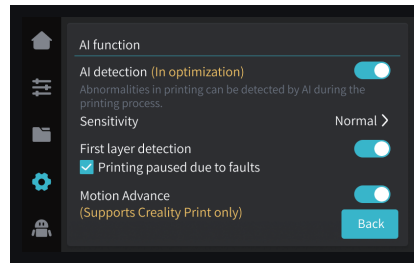 AI function
AI detection (In optimization)
Abnormalities in printing can be detected by AI during the
printing process.
Sensitivity
Normal
First layer detection
Printing paused due to faults
Motion Advance
(Supports Creality Print only)
Back